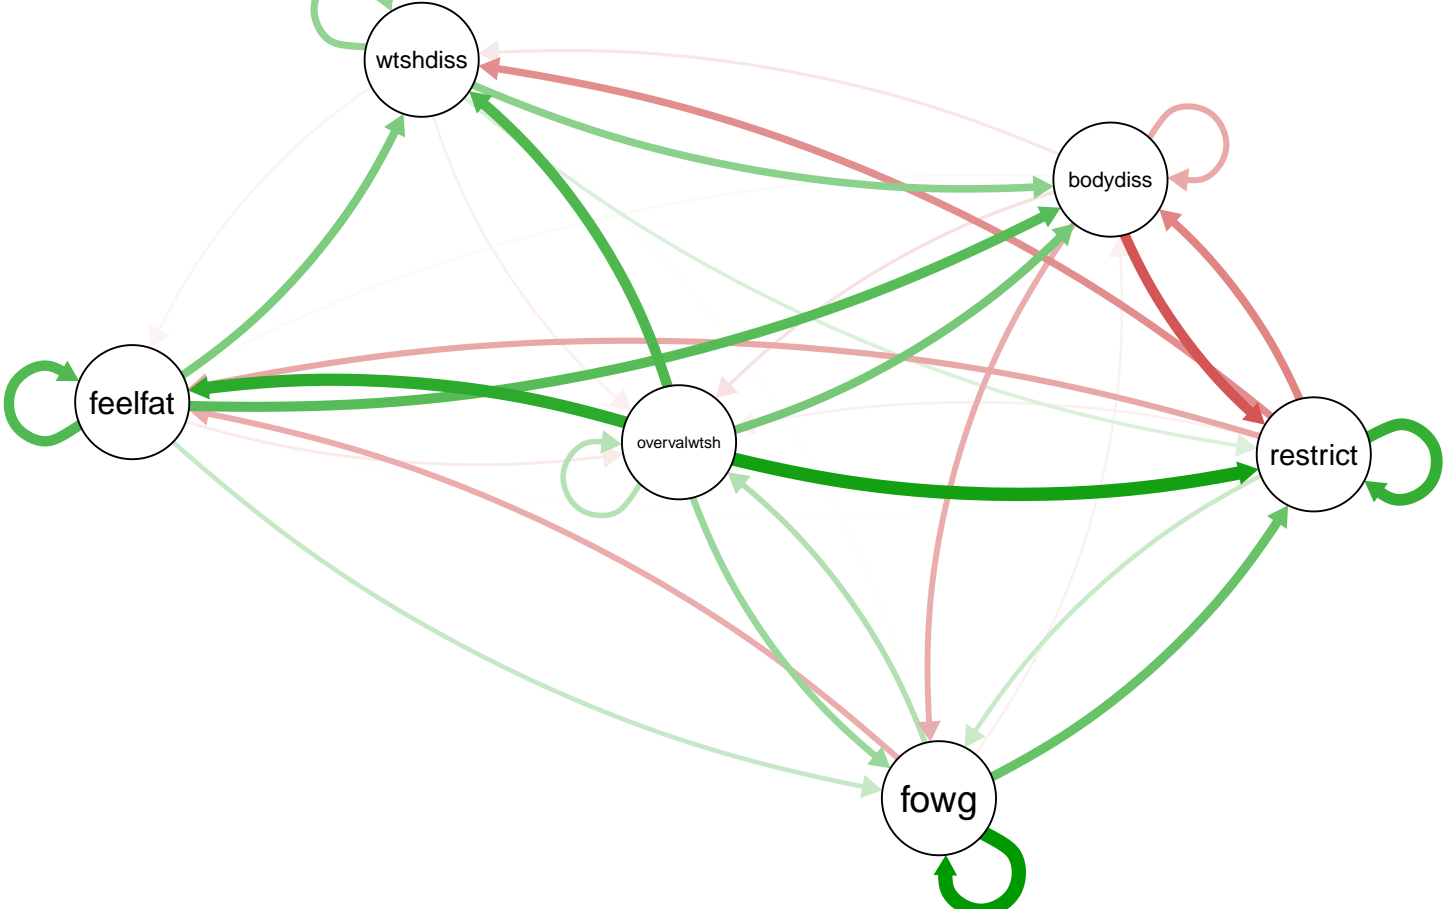 wtshdiss
bodydiss
feelfat
overvalwtsh
restrict
fowg